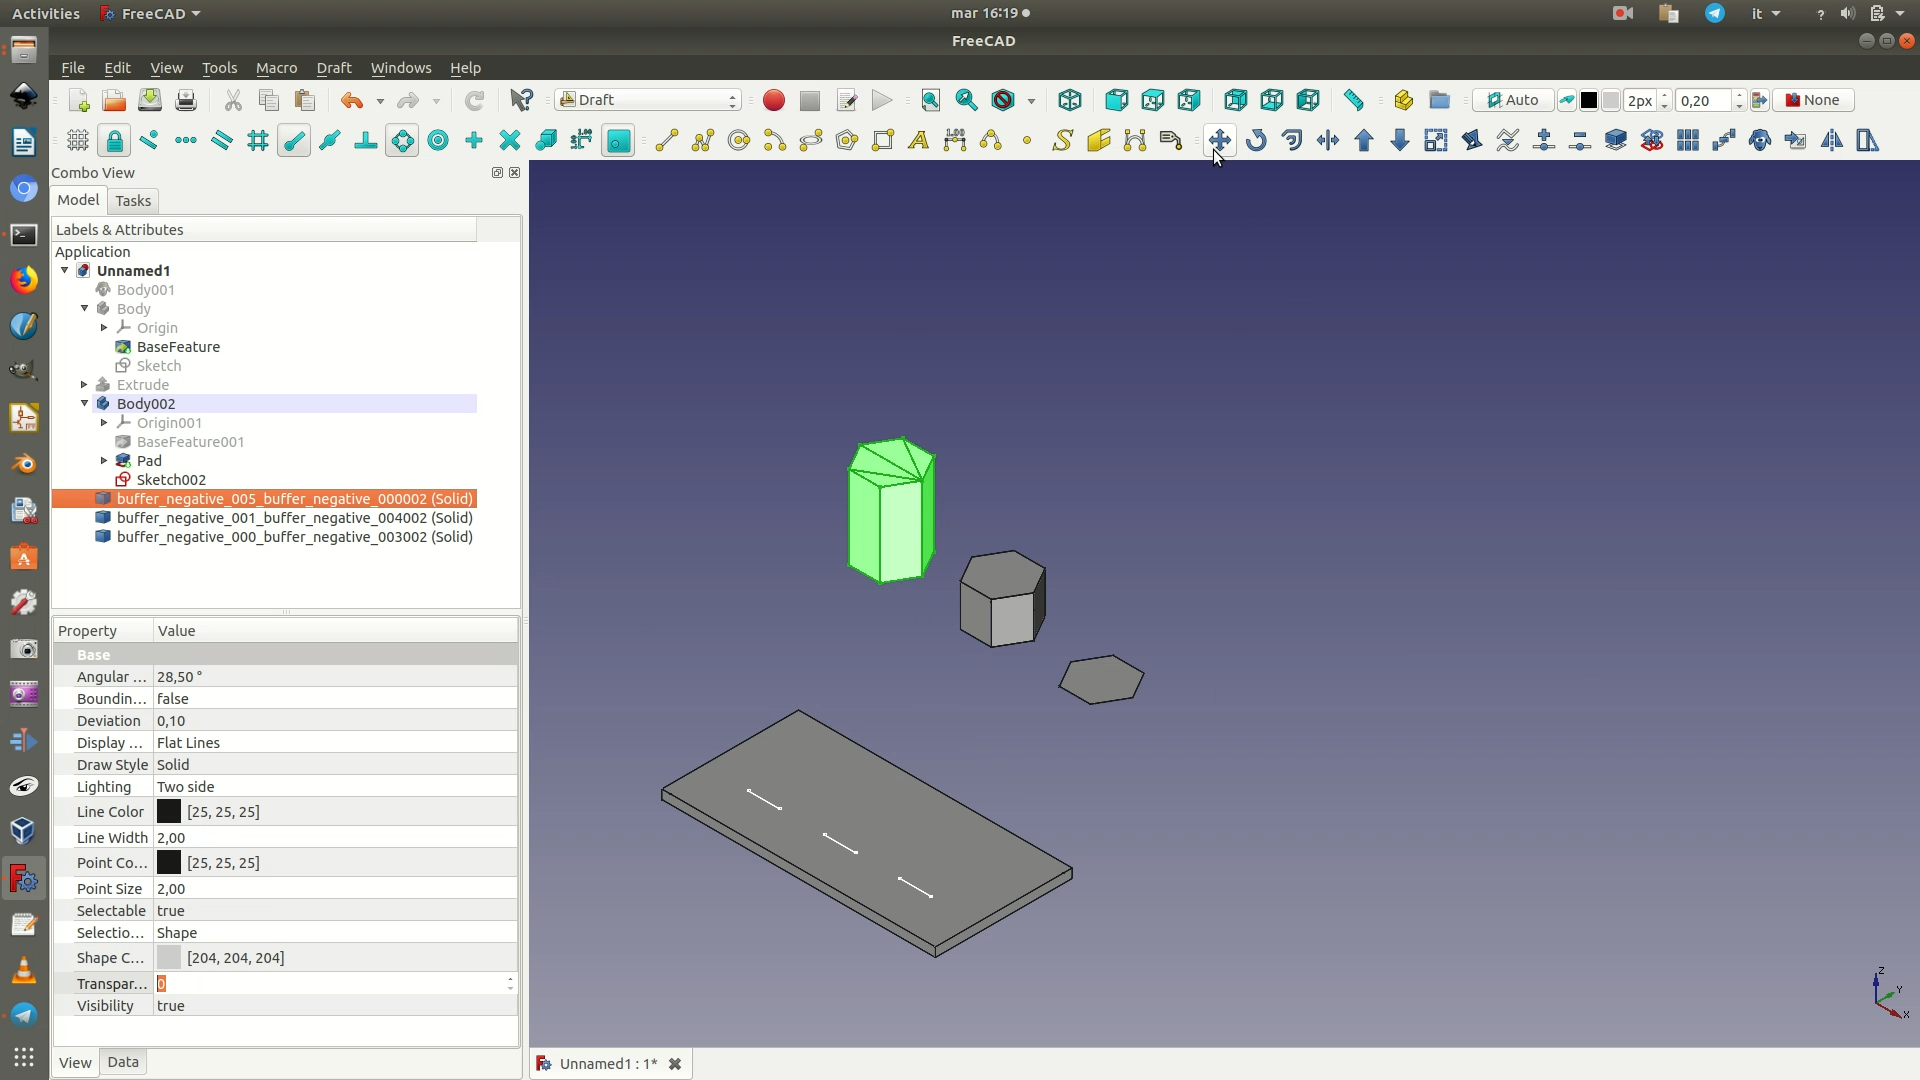 Activities FreeCAD mar 16:19 it ?
FreeCAD
File Edit View Tools Macro Draft Windows Help
Draft Auto 2px 0,20 None
Combo View
Model Tasks
Labels & Attributes
Application
Unnamed1
Body001
Body
Origin
BaseFeature
Sketch
Extrude
Body002
Origin001
BaseFeature001
Pad
Sketch002
buffer_negative_005_buffer_negative_000002 (Solid)
buffer_negative_001_buffer_negative_004002 (Solid)
buffer_negative_000_buffer_negative_003002 (Solid)
Property Value
Base
Angular ... 28,50 °
Boundin... false
Deviation 0,10
Display ... Flat Lines
Draw Style Solid
Lighting Two side
Line Color [25, 25, 25]
Line Width 2,00
Point Co... [25, 25, 25]
Point Size 2,00
Selectable true
Selectio... Shape
Shape C... [204, 204, 204]
Transpar... 0
Visibility true
Z
Y
X
View Data
Unnamed1 : 1*